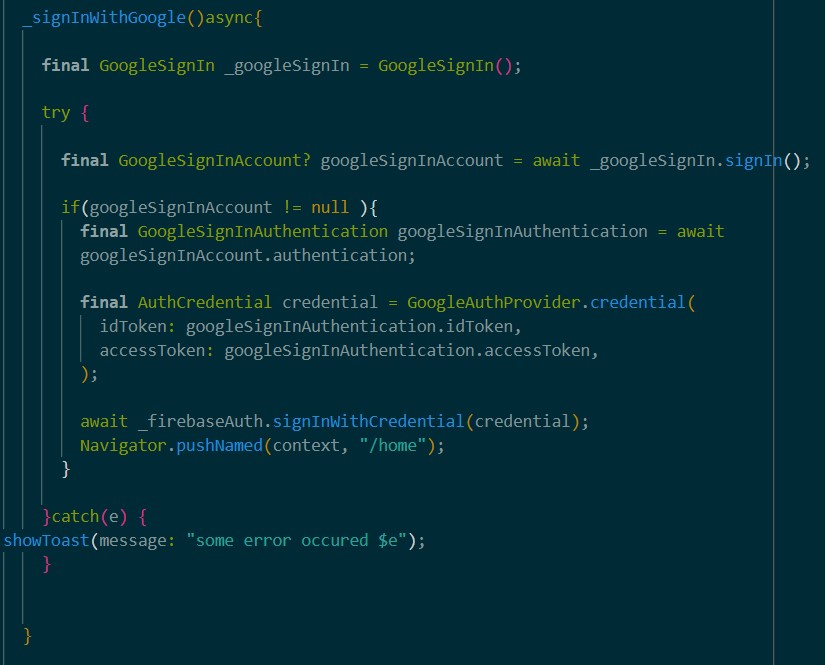 _signInWithGoogle()async{
final GoogleSignIn _googleSignIn = GoogleSignIn();
try {
final GoogleSignInAccount? googleSignInAccount = await _googleSignIn.signIn();
if(googleSignInAccount != null ){
final GoogleSignInAuthentication googleSignInAuthentication = await
googleSignInAccount.authentication;
final AuthCredential credential = GoogleAuthProvider.credential(
idToken: googleSignInAuthentication.idToken,
accessToken: googleSignInAuthentication.accessToken,
);
await _firebaseAuth.signInWithCredential(credential);
Navigator.pushNamed(context, "/home");
}
}catch(e) {
showToast(message: "some error occured $e");
}
}